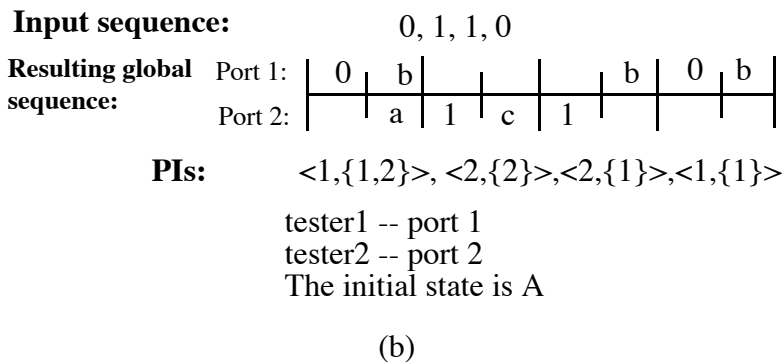 Input sequence: 0, 1, 1, 0
Resulting global sequence:
Port 1: 0 b b 0 b
Port 2: a 1 c 1
PIs: <1,{1,2}>, <2,{2}>,<2,{1}>,<1,{1}>
tester1 -- port 1
tester2 -- port 2
The initial state is A
(b)